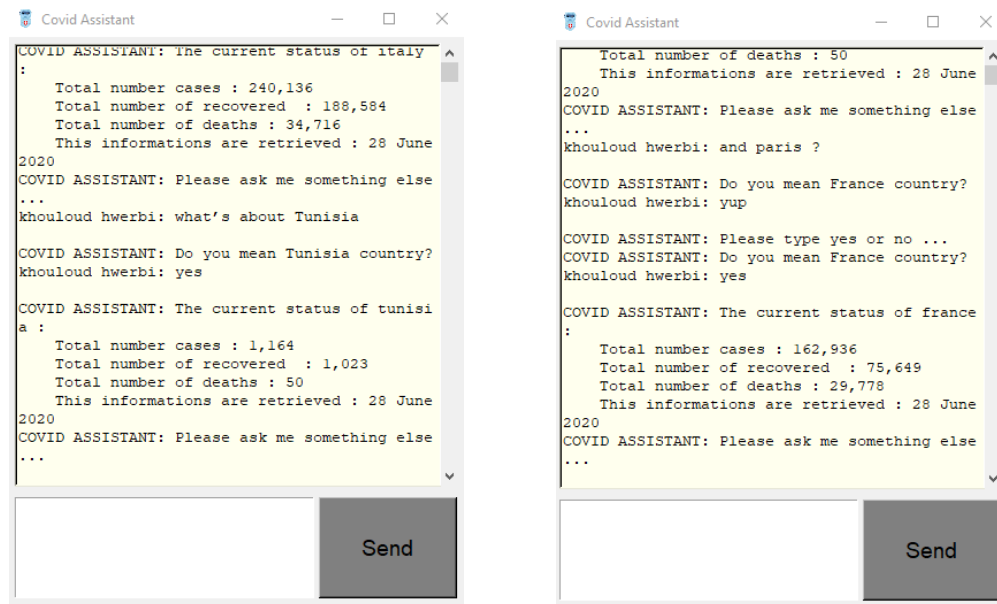 Covid Assistant
COVID ASSISTANT: The current status of italy
:
Total number cases : 240,136
Total number of recovered : 188,584
Total number of deaths : 34,716
This informations are retrieved : 28 June
2020
COVID ASSISTANT: Please ask me something else
...
khouloud hwerbi: what's about Tunisia
COVID ASSISTANT: Do you mean Tunisia country?
khouloud hwerbi: yes
COVID ASSISTANT: The current status of tunisi
a :
Total number cases : 1,164
Total number of recovered : 1,023
Total number of deaths : 50
This informations are retrieved : 28 June
2020
COVID ASSISTANT: Please ask me something else
...
Send
Covid Assistant
Total number of deaths : 50
This informations are retrieved : 28 June
2020
COVID ASSISTANT: Please ask me something else
...
khouloud hwerbi: and paris ?
COVID ASSISTANT: Do you mean France country?
khouloud hwerbi: yup
COVID ASSISTANT: Please type yes or no ...
COVID ASSISTANT: Do you mean France country?
khouloud hwerbi: yes
COVID ASSISTANT: The current status of france
:
Total number cases : 162,936
Total number of recovered : 75,649
Total number of deaths : 29,778
This informations are retrieved : 28 June
2020
COVID ASSISTANT: Please ask me something else
...
Send